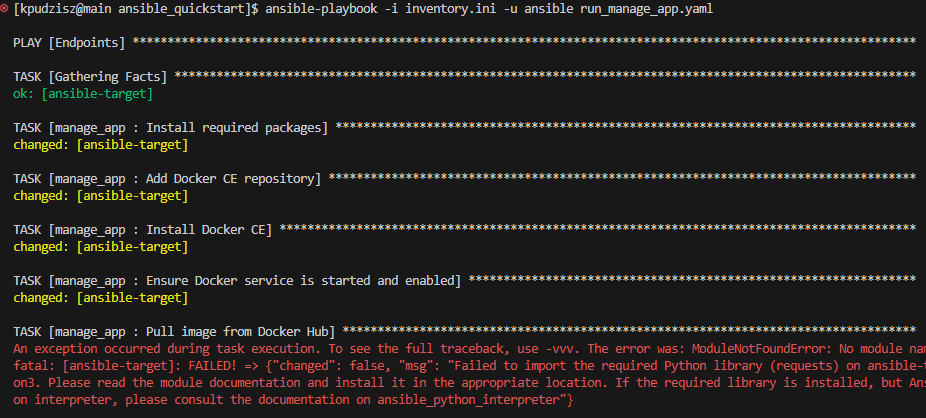 [kpudzisz@main ansible_quickstart]$ ansible-playbook -i inventory.ini -u ansible run_manage_app.yaml
PLAY [Endpoints] ****************************************************************************************************************
TASK [Gathering Facts] **********************************************************************************************************
ok: [ansible-target]
TASK [manage_app : Install required packages] ***********************************************************************************
changed: [ansible-target]
TASK [manage_app : Add Docker CE repository] ************************************************************************************
changed: [ansible-target]
TASK [manage_app : Install Docker CE] *******************************************************************************************
changed: [ansible-target]
TASK [manage_app : Ensure Docker service is started and enabled] ****************************************************************
changed: [ansible-target]
TASK [manage_app : Pull image from Docker Hub] **********************************************************************************
An exception occurred during task execution. To see the full traceback, use -vvv. The error was: ModuleNotFoundError: No module
fatal: [ansible-target]: FAILED! => {"changed": false, "msg": "Failed to import the required Python library (requests) on
on3. Please read the module documentation and install it in the appropriate location. If the required library is installed, but
on interpreter, please consult the documentation on ansible_python_interpreter"}